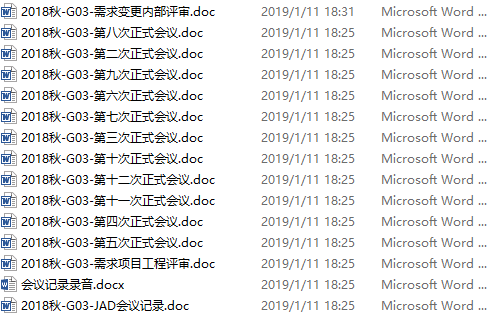 2018秋-G03-需求变更内部评审.doc 2019/1/11 18:31 Microsoft Word ...
2018秋-G03-第八次正式会议.doc 2019/1/11 18:25 Microsoft Word ...
2018秋-G03-第二次正式会议.doc 2019/1/11 18:25 Microsoft Word ...
2018秋-G03-第九次正式会议.doc 2019/1/11 18:25 Microsoft Word ...
2018秋-G03-第六次正式会议.doc 2019/1/11 18:25 Microsoft Word ...
2018秋-G03-第七次正式会议.doc 2019/1/11 18:25 Microsoft Word ...
2018秋-G03-第三次正式会议.doc 2019/1/11 18:25 Microsoft Word ...
2018秋-G03-第十次正式会议.doc 2019/1/11 18:25 Microsoft Word ...
2018秋-G03-第十二次正式会议.doc 2019/1/11 18:25 Microsoft Word ...
2018秋-G03-第十一次正式会议.doc 2019/1/11 18:25 Microsoft Word ...
2018秋-G03-第四次正式会议.doc 2019/1/11 18:25 Microsoft Word ...
2018秋-G03-第五次正式会议.doc 2019/1/11 18:25 Microsoft Word ...
2018秋-G03-需求项目工程评审.doc 2019/1/11 18:25 Microsoft Word ...
会议记录录音.docx 2019/1/11 18:25 Microsoft Word ...
2018秋-G03-JAD会议记录.doc 2019/1/11 18:25 Microsoft Word ...